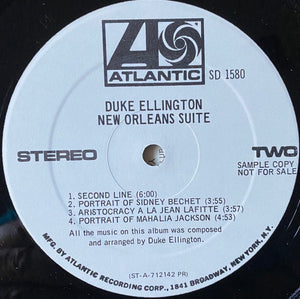 ATLANTIC SD 1580
DUKE ELLINGTON
NEW ORLEANS SUITE
STEREO
TWO
SAMPLE COPY
NOT FOR SALE
1. SECOND LINE (6:00)
2. PORTRAIT OF SIDNEY BECHET (3:55)
3. ARISTOCRACY A LA JEAN LAFITTE (3:57)
4. PORTRAIT OF MAHALIA JACKSON (4:53)
All the music on this album was composed
and arranged by Duke Ellington.
(ST-A-712142 PR)
MFG. BY ATLANTIC RECORDING CORP., 1841 BROADWAY, NEW YORK, N.Y.